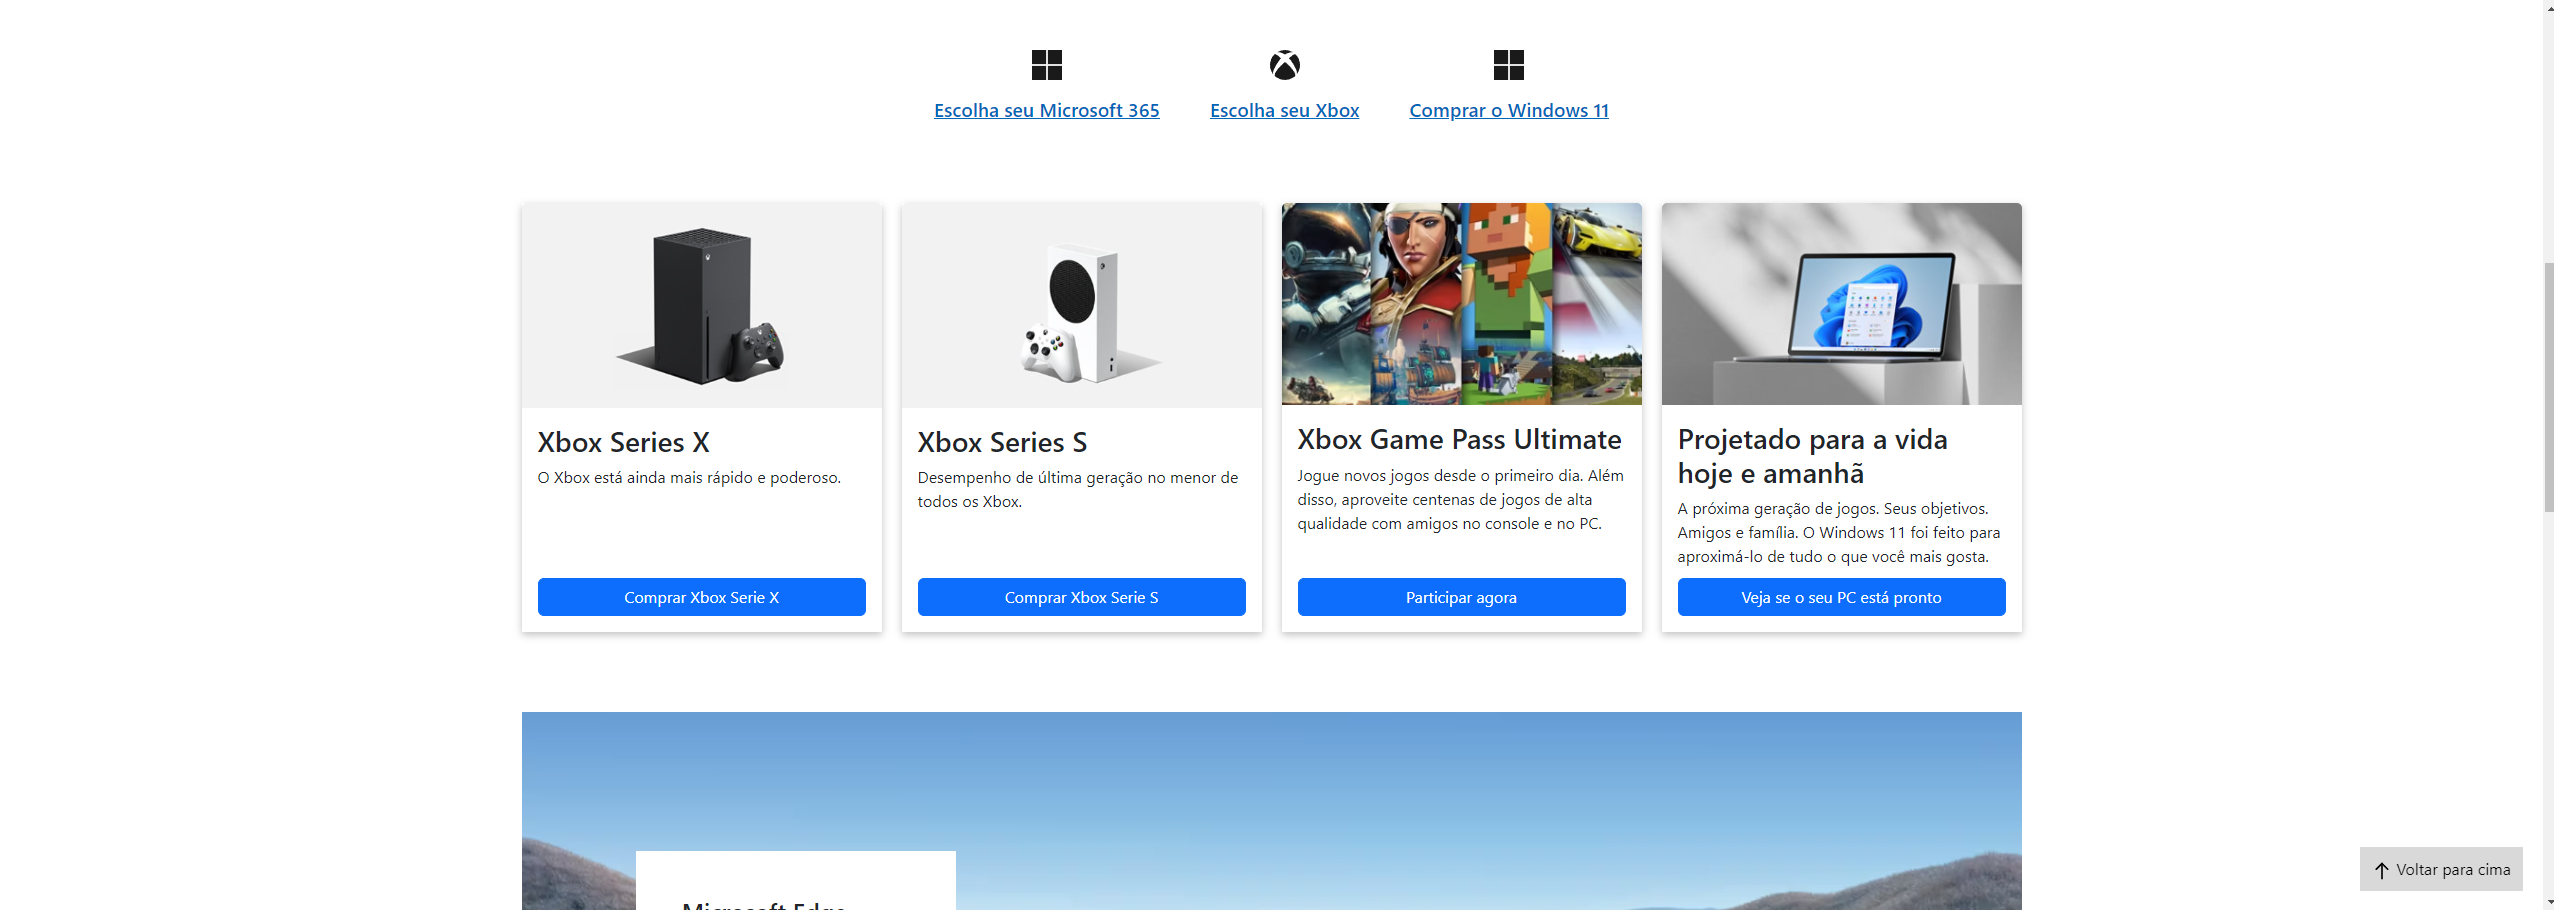 Escolha seu Microsoft 365
Escolha seu Xbox
Comprar o Windows 11
Xbox Series X
O Xbox está ainda mais rápido e poderoso.
Comprar Xbox Serie X
Xbox Series S
Desempenho de última geração no menor de
todos os Xbox.
Comprar Xbox Serie S
Xbox Game Pass Ultimate
Jogue novos jogos desde o primeiro dia. Além
disso, aproveite centenas de jogos de alta
qualidade com amigos no console e no PC.
Participar agora
Projetado para a vida
hoje e amanhã
A próxima geração de jogos. Seus objetivos.
Amigos e família. O Windows 11 foi feito para
aproximá-lo de tudo o que você mais gosta.
Veja se o seu PC está pronto
Microsoft Edge
Voltar para cima